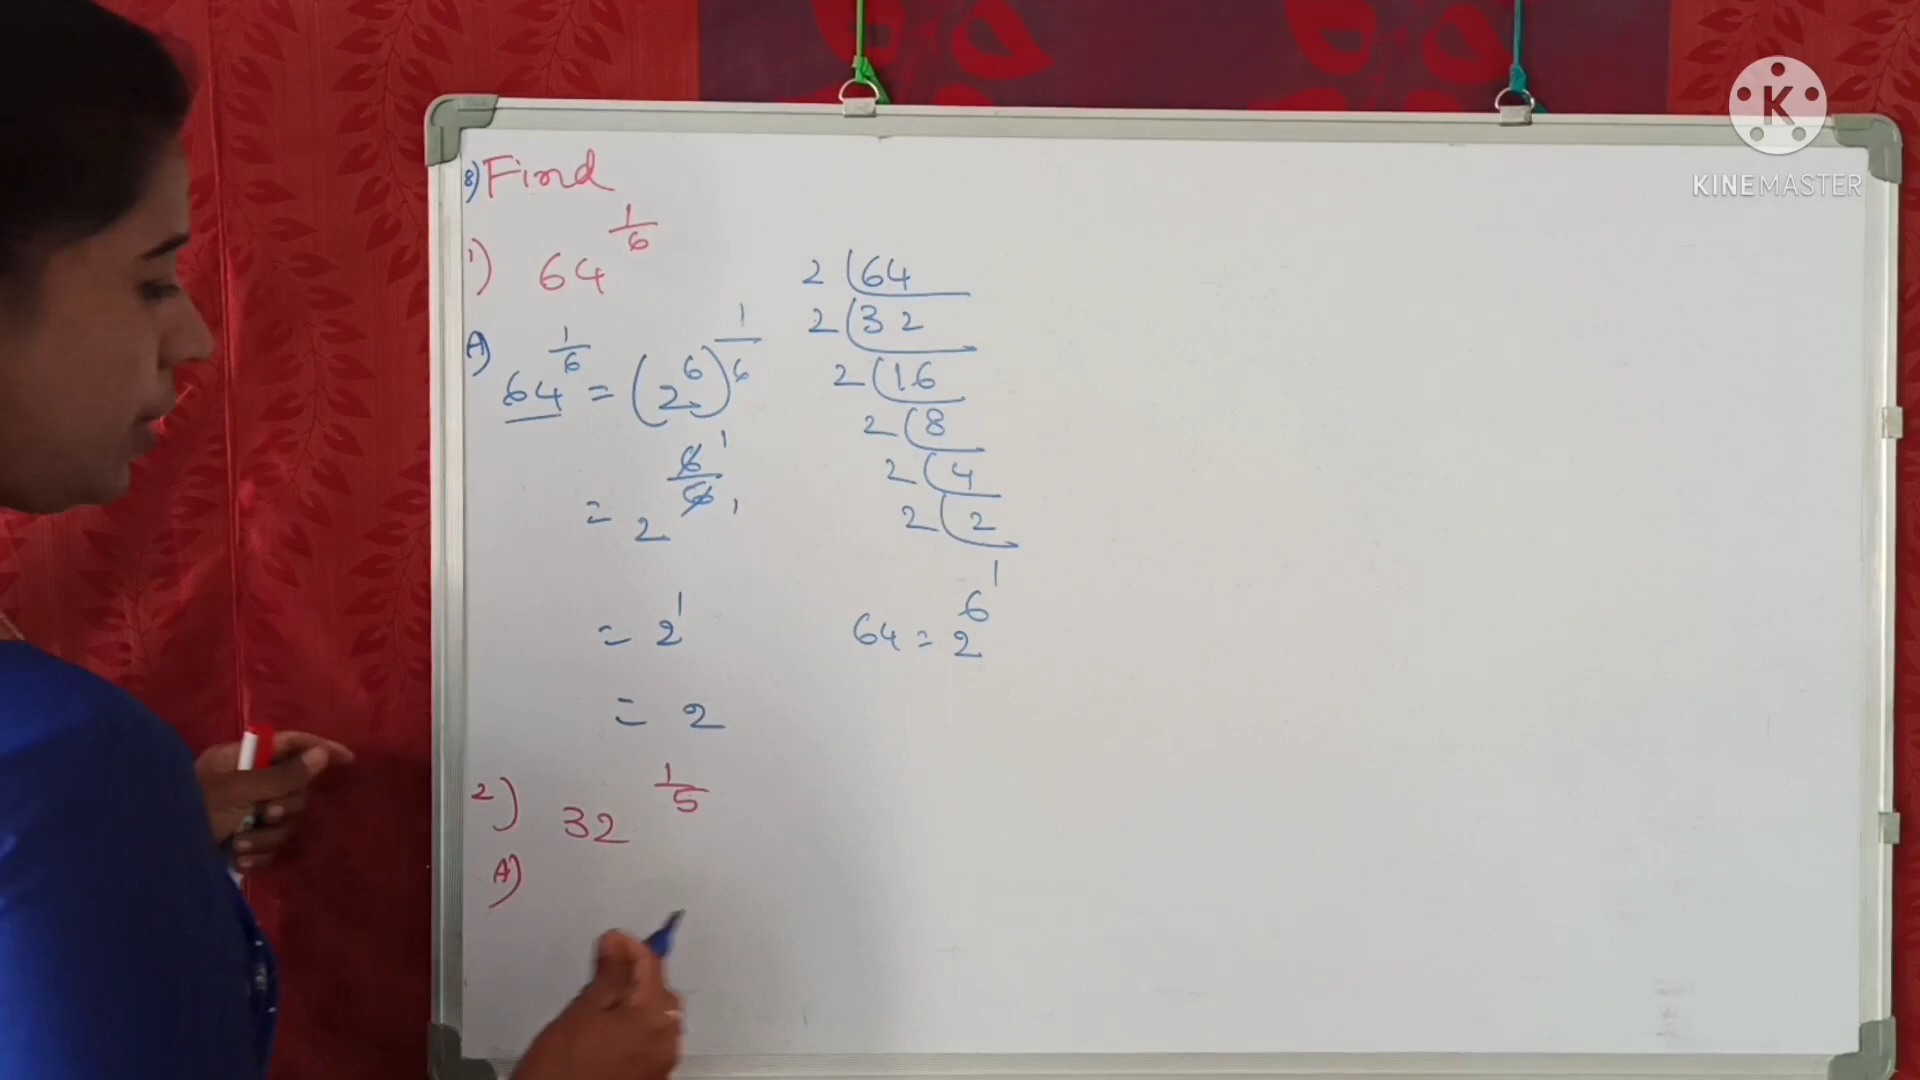 8) Find
1) 64^(1/6)
A) 64^(1/6) = (2^6)^(1/6)
= 2^(6/6) 1 1
= 2^1
= 2
2 (64
2 (32
2 (16
2 (8
2 (4
2 (2
1
64 = 2^6
2) 32^(1/5)
A)
K
KINEMASTER